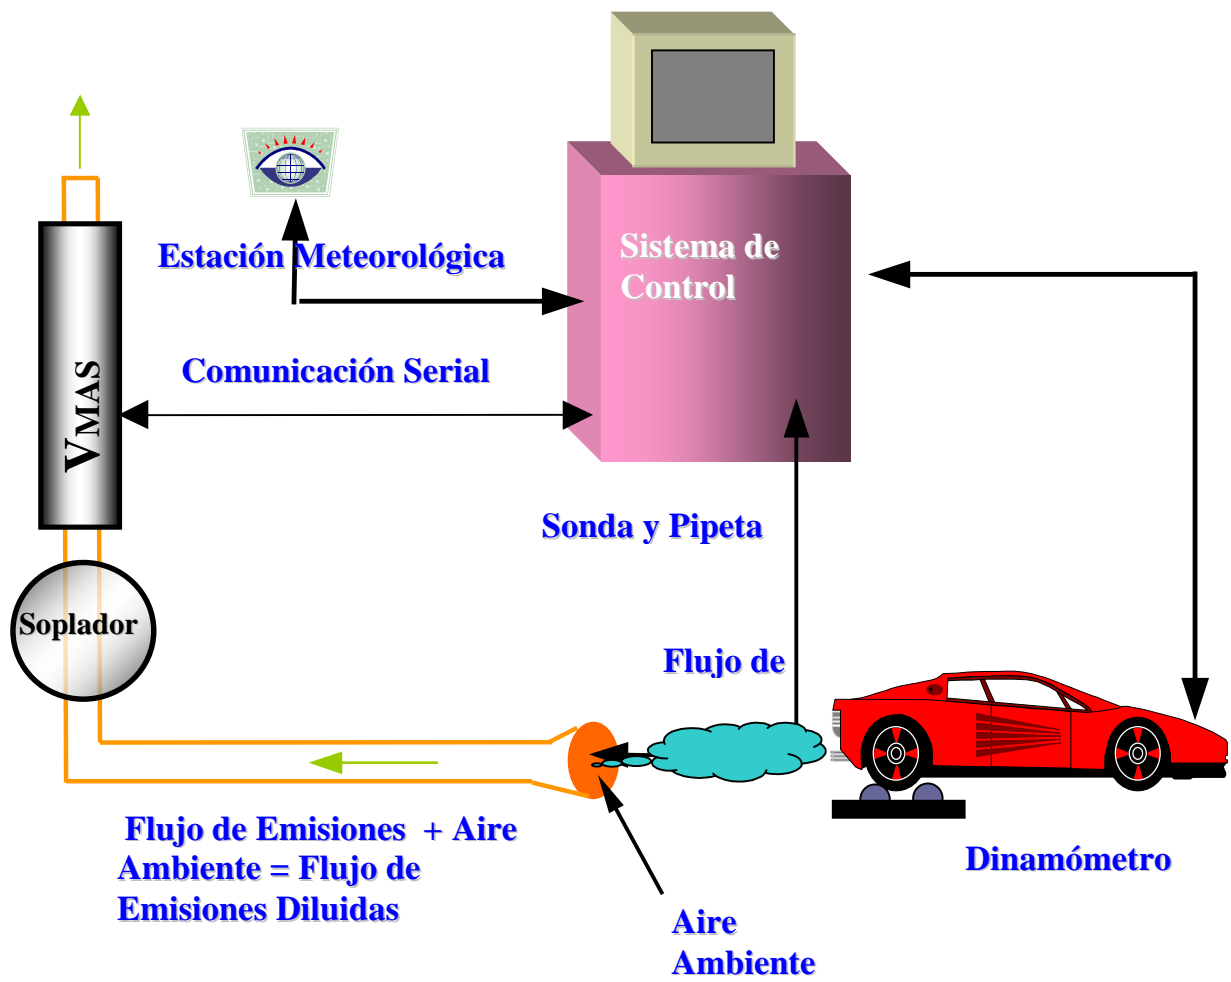 Estación Meteorológica
Sistema de
Control
Comunicación Serial
VMAS
Sonda y Pipeta
Soplador
Flujo de
Flujo de Emisiones + Aire
Ambiente = Flujo de
Emisiones Diluidas
Dinamómetro
Aire
Ambiente